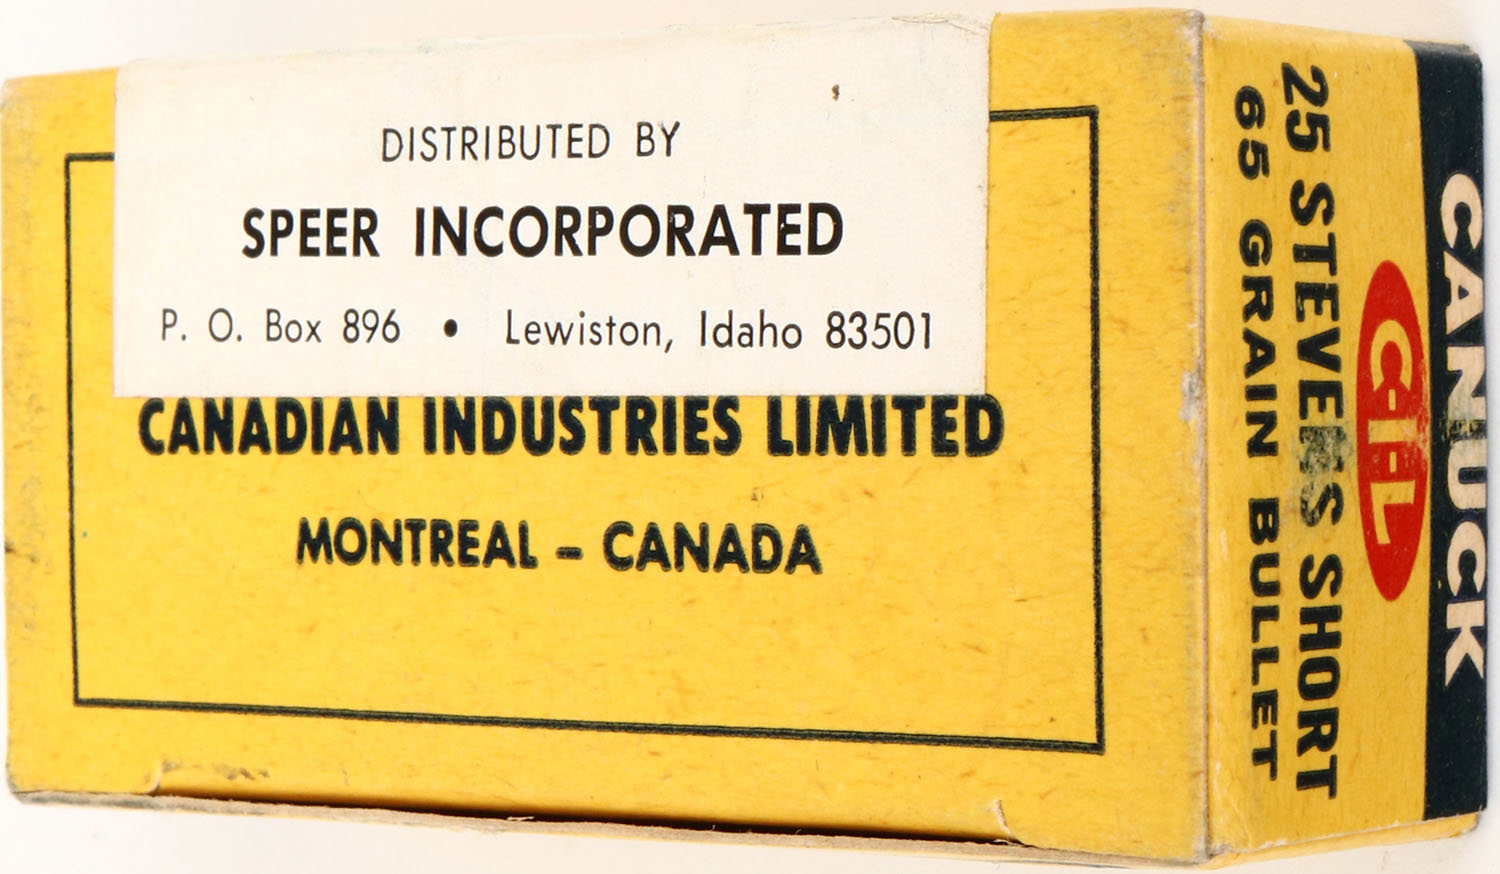 DISTRIBUTED BY
SPEER INCORPORATED
P. O. Box 896 • Lewiston, Idaho 83501
CANADIAN INDUSTRIES LIMITED
MONTREAL – CANADA
CANUCK
C-I-L
25 STEVENS SHORT
65 GRAIN BULLET